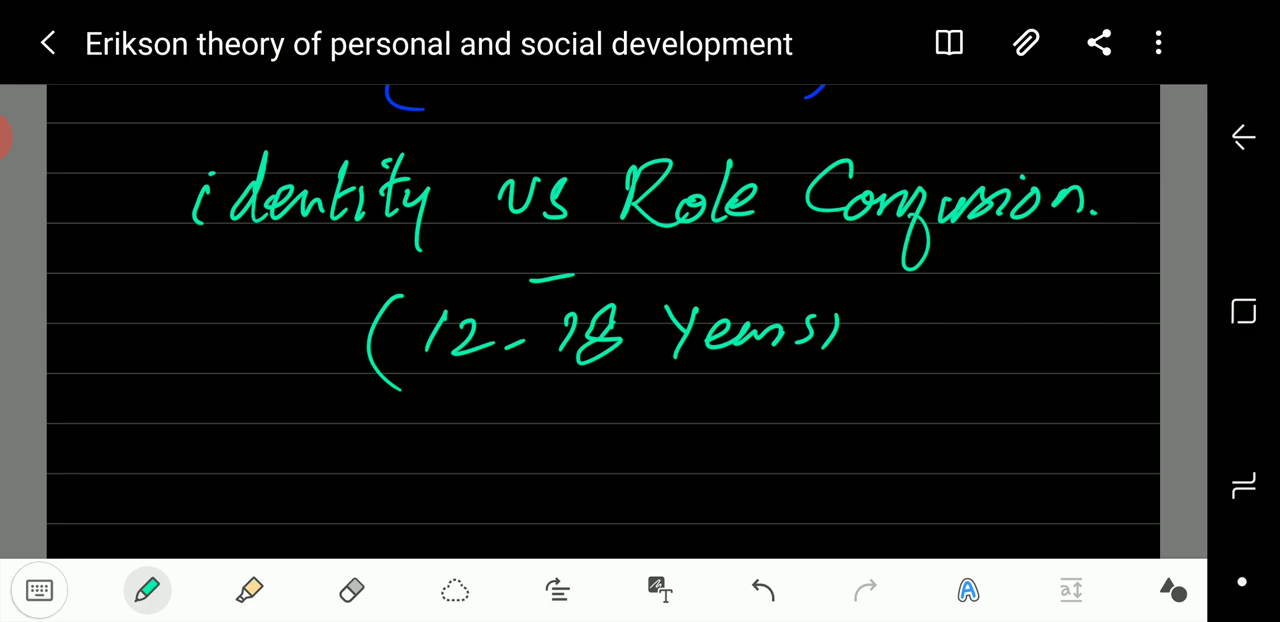 Erikson theory of personal and social development
identity vs Role Confusion.
(12-18 Years)